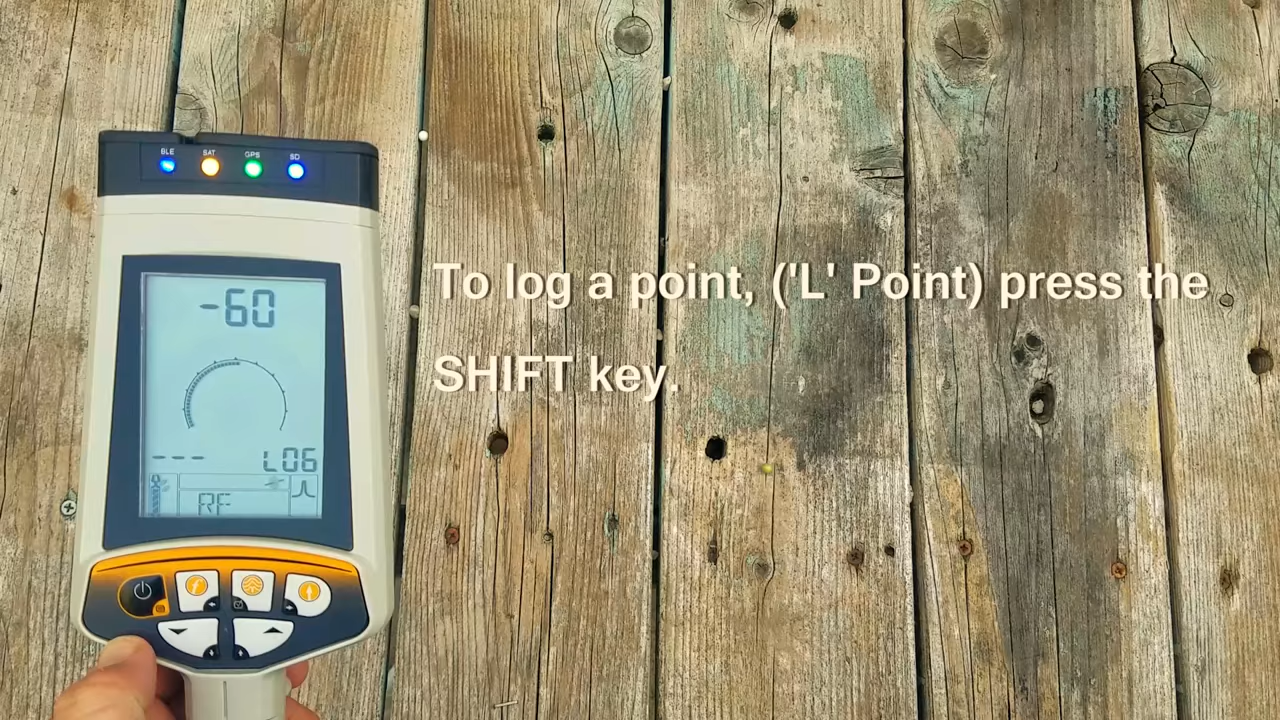 BLE SAT GPS SD
-60
To log a point, ('L' Point) press the
SHIFT key.
--- L06
RF